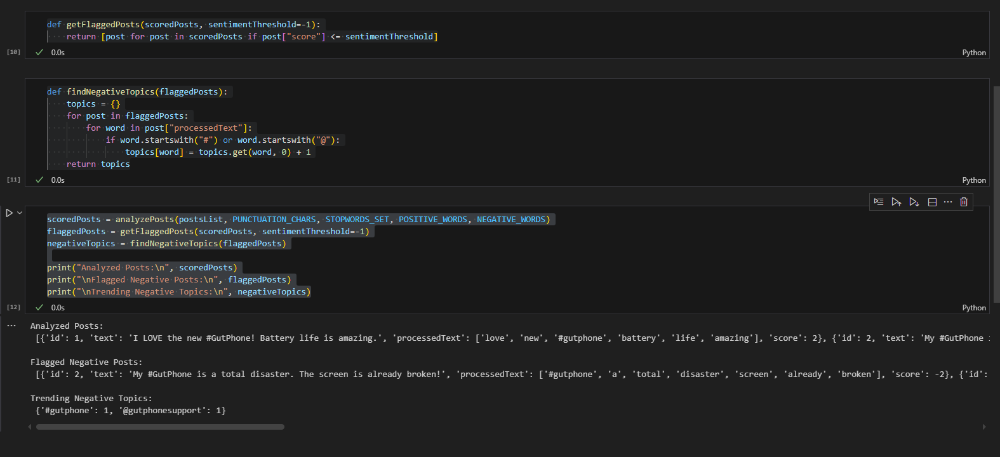 def getFlaggedPosts(scoredPosts, sentimentThreshold=-1):
    return [post for post in scoredPosts if post["score"] <= sentimentThreshold]
[10]
0.0s
Python
def findNegativeTopics(flaggedPosts):
    topics = {}
    for post in flaggedPosts:
        for word in post["processedText"]:
            if word.startswith("#") or word.startswith("@"):
                topics[word] = topics.get(word, 0) + 1
    return topics
[11]
0.0s
Python
scoredPosts = analyzePosts(postsList, PUNCTUATION_CHARS, STOPWORDS_SET, POSITIVE_WORDS, NEGATIVE_WORDS)
flaggedPosts = getFlaggedPosts(scoredPosts, sentimentThreshold=-1)
negativeTopics = findNegativeTopics(flaggedPosts)
print("Analyzed Posts:\n", scoredPosts)
print("\nFlagged Negative Posts:\n", flaggedPosts)
print("\nTrending Negative Topics:\n", negativeTopics)
[12]
0.0s
Python
Analyzed Posts:
 [{'id': 1, 'text': 'I LOVE the new #GutPhone! Battery life is amazing.', 'processedText': ['love', 'new', '#gutphone', 'battery', 'life', 'amazing'], 'score': 2}, {'id': 2, 'text': 'My #GutPhone
Flagged Negative Posts:
 [{'id': 2, 'text': 'My #GutPhone is a total disaster. The screen is already broken!', 'processedText': ['#gutphone', 'a', 'total', 'disaster', 'screen', 'already', 'broken'], 'score': -2}, {'id':
Trending Negative Topics:
 {'#gutphone': 1, '@gutphonesupport': 1}